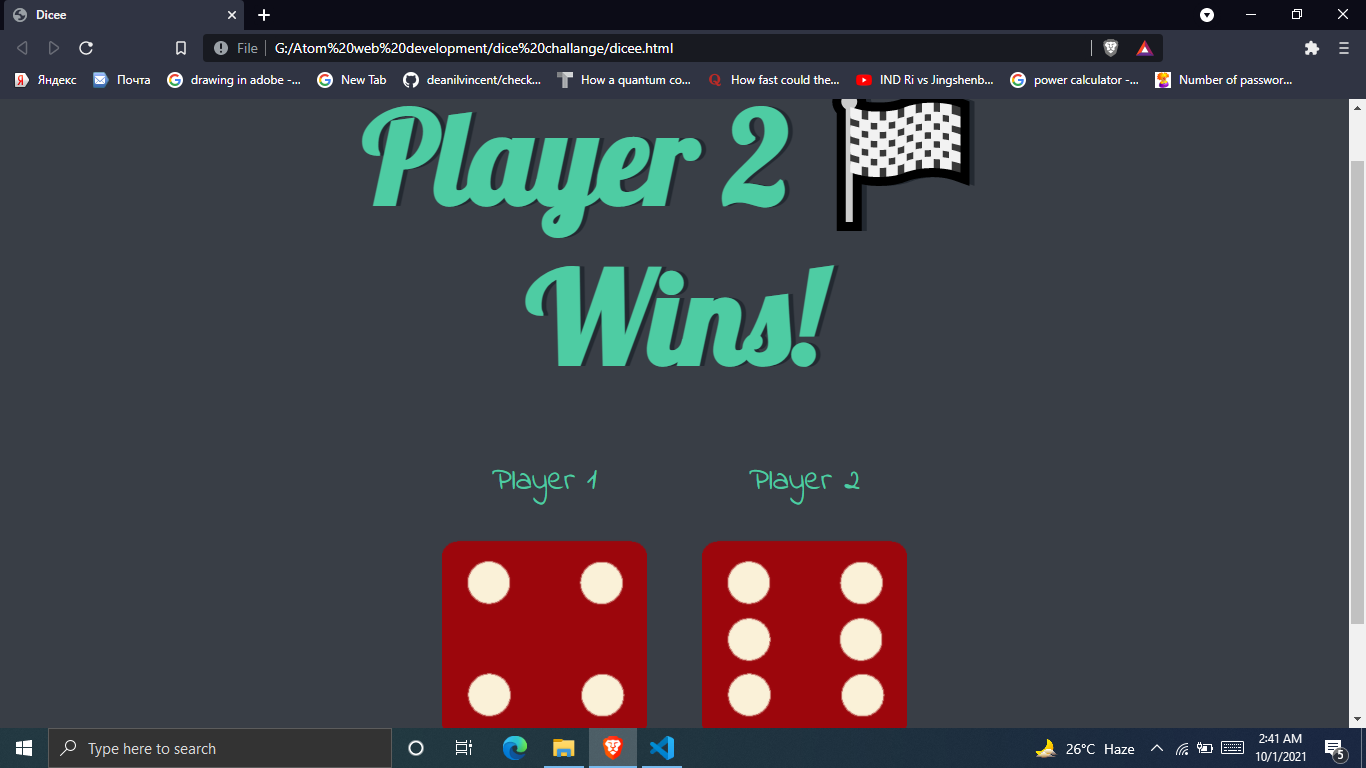 Dicee
File G:/Atom%20web%20development/dice%20challange/dicee.html
Яндекс Почта drawing in adobe -... New Tab deanilvincent/check... How a quantum co... How fast could the... IND Ri vs Jingshenb... power calculator -... Number of passwor...
Player 2
Wins!
Player 1 Player 2
Type here to search
26°C Haze
2:41 AM
10/1/2021
5